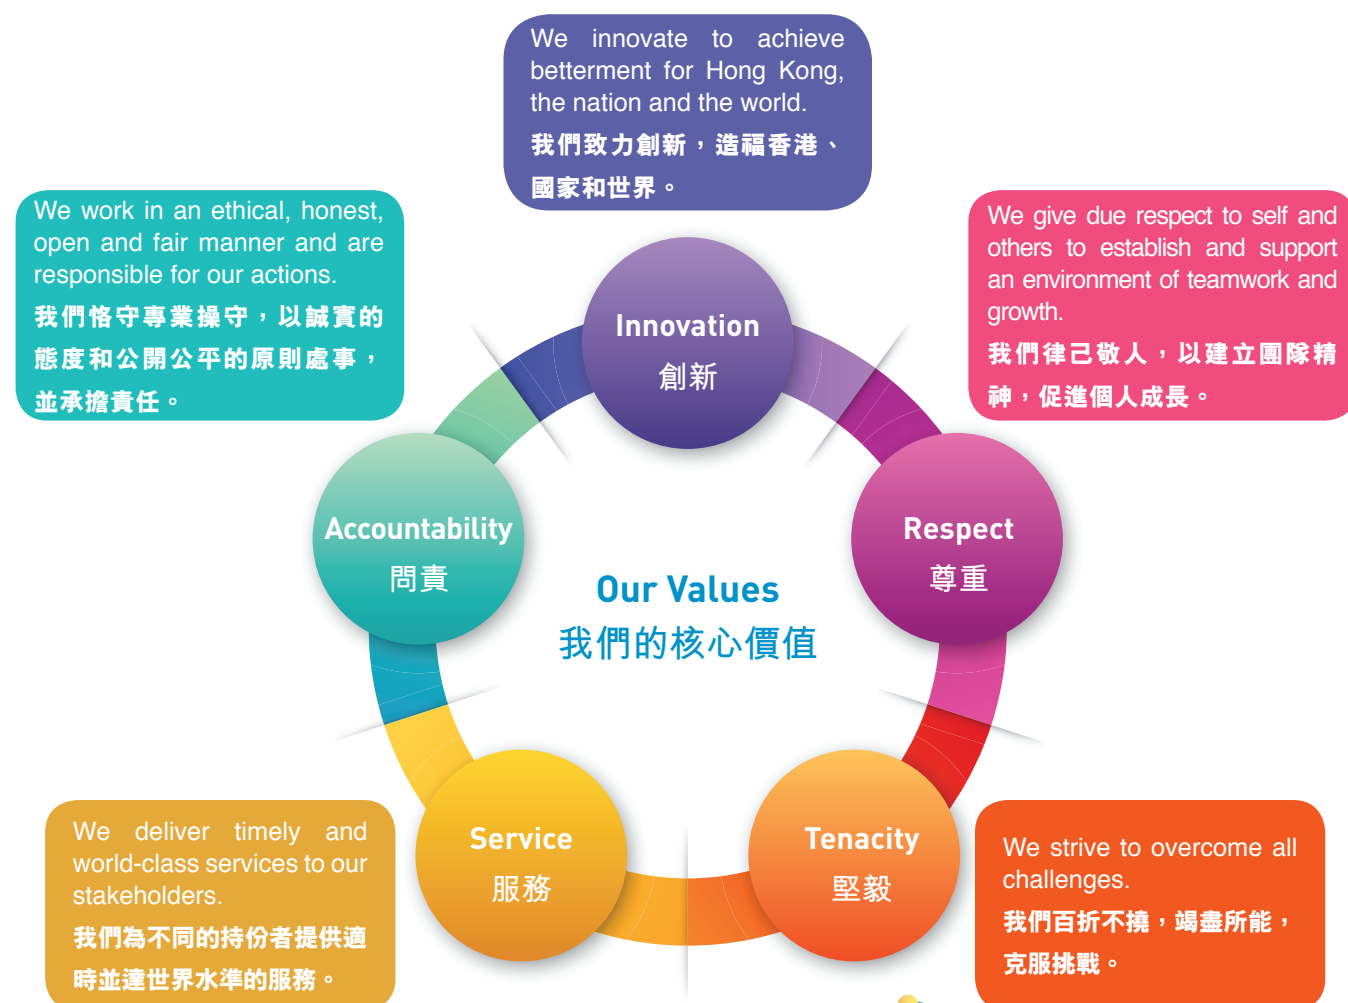 We innovate to achieve
betterment for Hong Kong,
the nation and the world.
我們致力創新，造福香港、
國家和世界。
We work in an ethical, honest,
open and fair manner and are
responsible for our actions.
我們恪守專業操守，以誠實的
態度和公開公平的原則處事，
並承擔責任。
We give due respect to self and
others to establish and support
an environment of teamwork and
growth.
我們律己敬人，以建立團隊精
神，促進個人成長。
Innovation
創新
Accountability
問責
Respect
尊重
Our Values
我們的核心價值
Service
服務
Tenacity
堅毅
We deliver timely and
world-class services to our
stakeholders.
我們為不同的持份者提供適
時並達世界水準的服務。
We strive to overcome all
challenges.
我們百折不撓，竭盡所能，
克服挑戰。